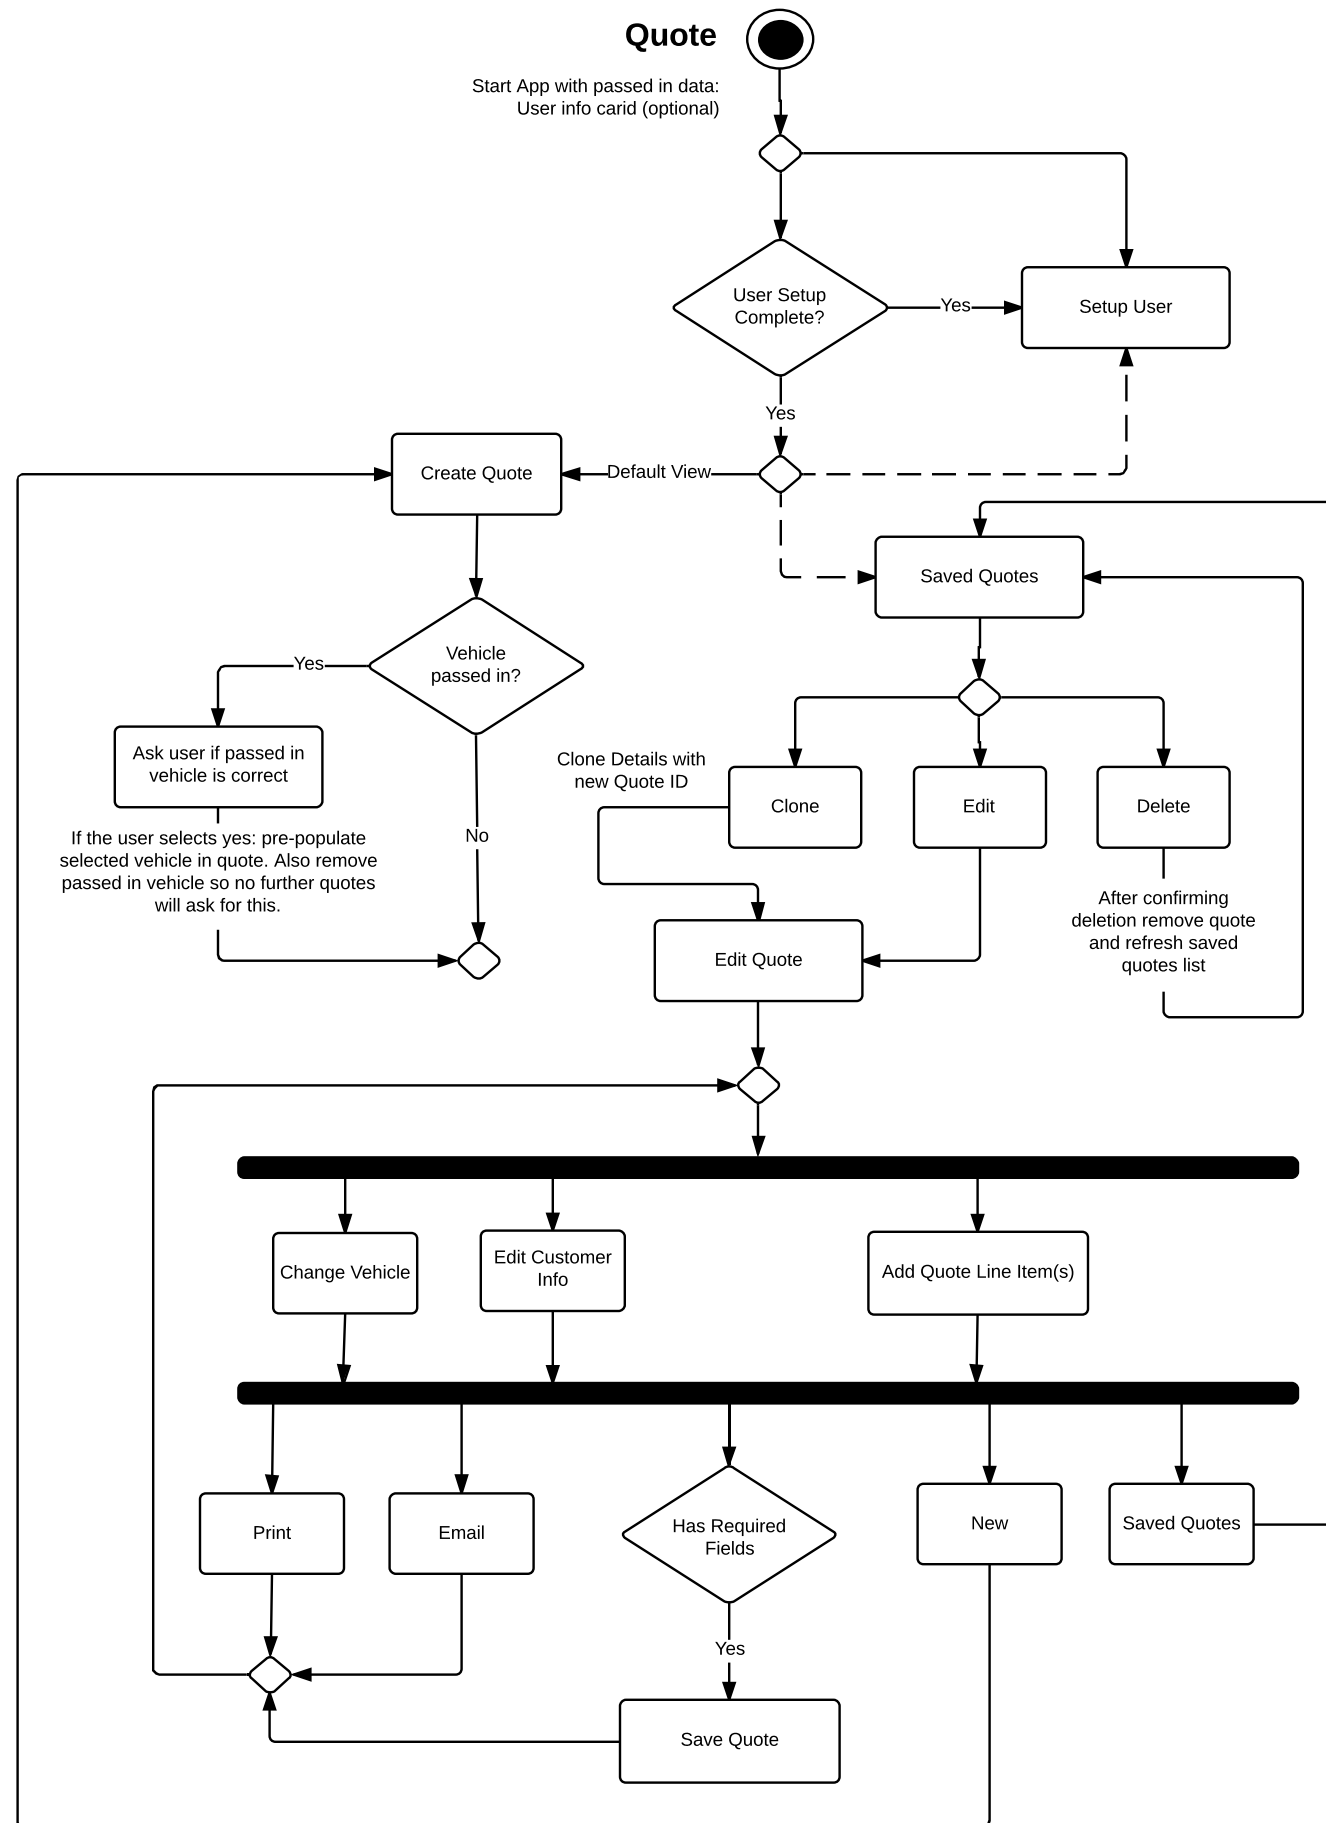 Quote
Start App with passed in data:
User info carid (optional)
User Setup
Complete?
Yes
Setup User
Yes
Create Quote
Default View
Saved Quotes
Vehicle
passed in?
Yes
Ask user if passed in
vehicle is correct
Clone Details with
new Quote ID
Clone
Edit
Delete
No
If the user selects yes: pre-populate
selected vehicle in quote. Also remove
passed in vehicle so no further quotes
will ask for this.
After confirming
deletion remove quote
and refresh saved
quotes list
Edit Quote
Change Vehicle
Edit Customer
Info
Add Quote Line Item(s)
Print
Email
Has Required
Fields
New
Saved Quotes
Yes
Save Quote